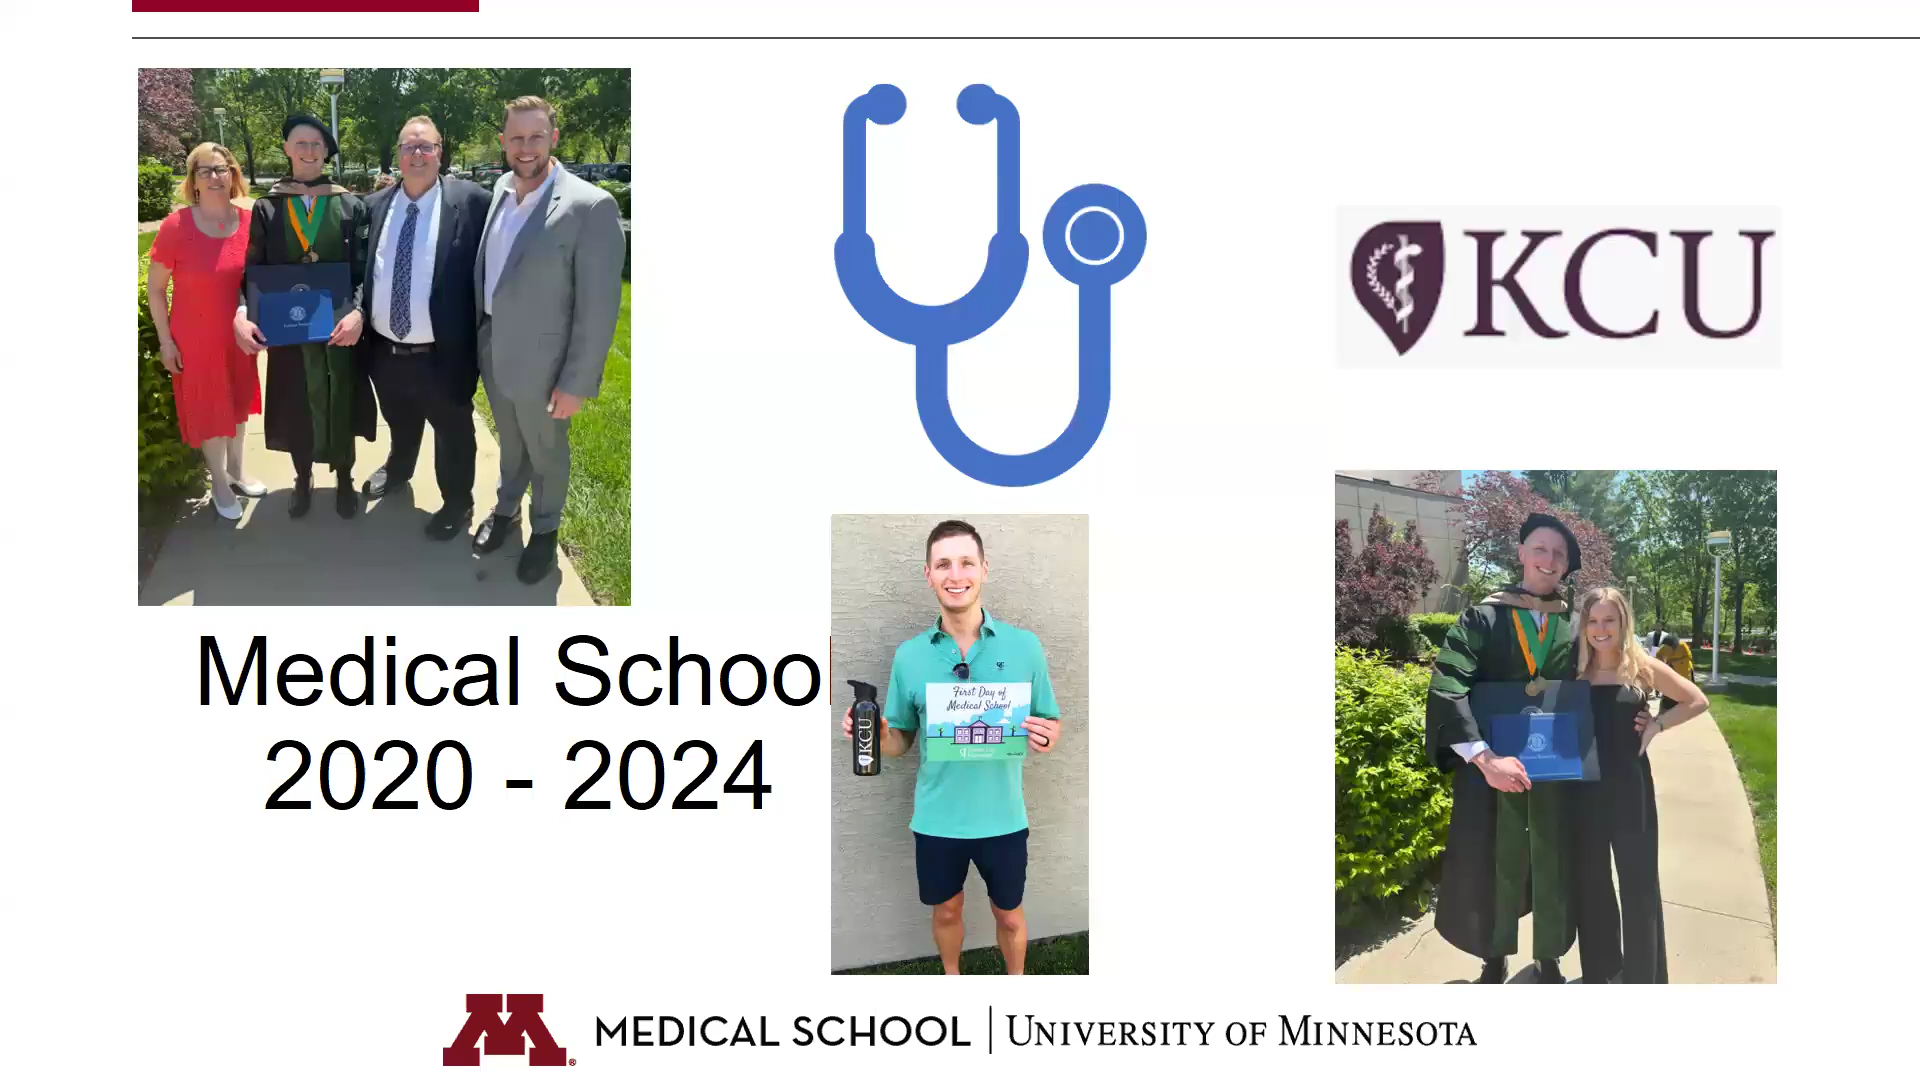 KCU
Medical School
2020 - 2024
KCU
First Day of
Medical School
M
MEDICAL SCHOOL | UNIVERSITY OF MINNESOTA